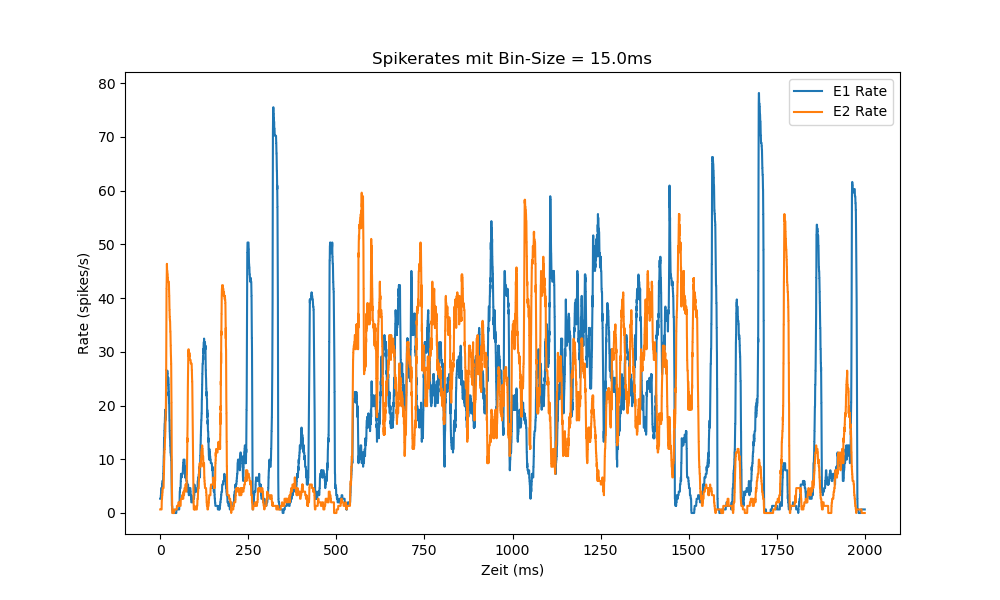 Spikerates mit Bin-Size = 15.0ms
E1 Rate
E2 Rate
80
70
60
50
40
30
20
10
0
Rate (spikes/s)
0 250 500 750 1000 1250 1500 1750 2000
Zeit (ms)